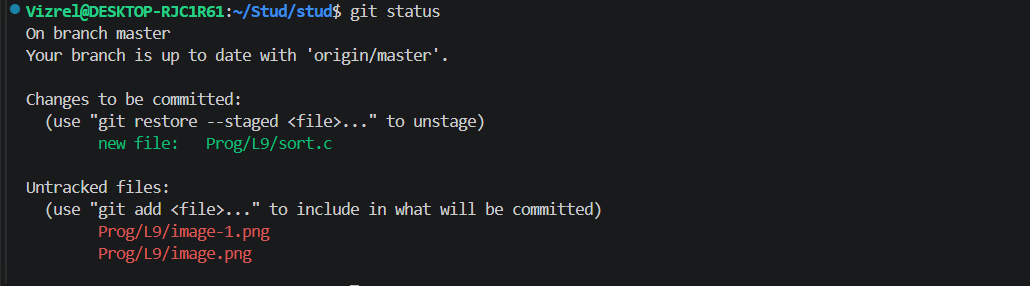 Vizrel@DESKTOP-RJC1R61:~/Stud/stud$ git status
On branch master
Your branch is up to date with 'origin/master'.
Changes to be committed:
  (use "git restore --staged <file>..." to unstage)
        new file:   Prog/L9/sort.c
Untracked files:
  (use "git add <file>..." to include in what will be committed)
        Prog/L9/image-1.png
        Prog/L9/image.png